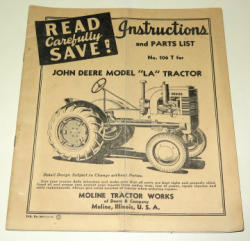 READ
Carefully
SAVE!
Instructions
and PARTS LIST
No. 106 T for
JOHN DEERE MODEL "LA" TRACTOR
Detail Design Subject to Change without Notice.
MOLINE TRACTOR WORKS
of Deere & Company
Moline, Illinois, U. S. A.